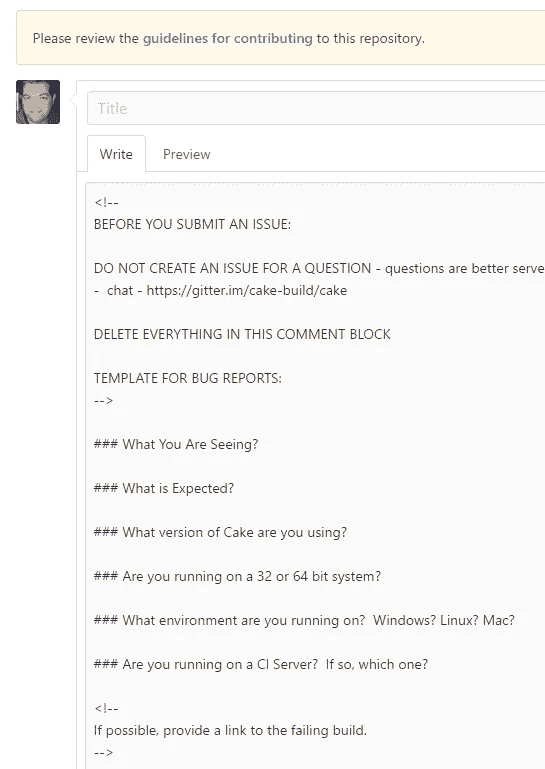 Please review the guidelines for contributing to this repository.
Title
Write Preview
<!--
BEFORE YOU SUBMIT AN ISSUE:
DO NOT CREATE AN ISSUE FOR A QUESTION - questions are better serve
-  chat - https://gitter.im/cake-build/cake
DELETE EVERYTHING IN THIS COMMENT BLOCK
TEMPLATE FOR BUG REPORTS:
-->
### What You Are Seeing?
### What is Expected?
### What version of Cake are you using?
### Are you running on a 32 or 64 bit system?
### What environment are you running on?  Windows? Linux? Mac?
### Are you running on a CI Server?  If so, which one?
<!--
If possible, provide a link to the failing build.
-->